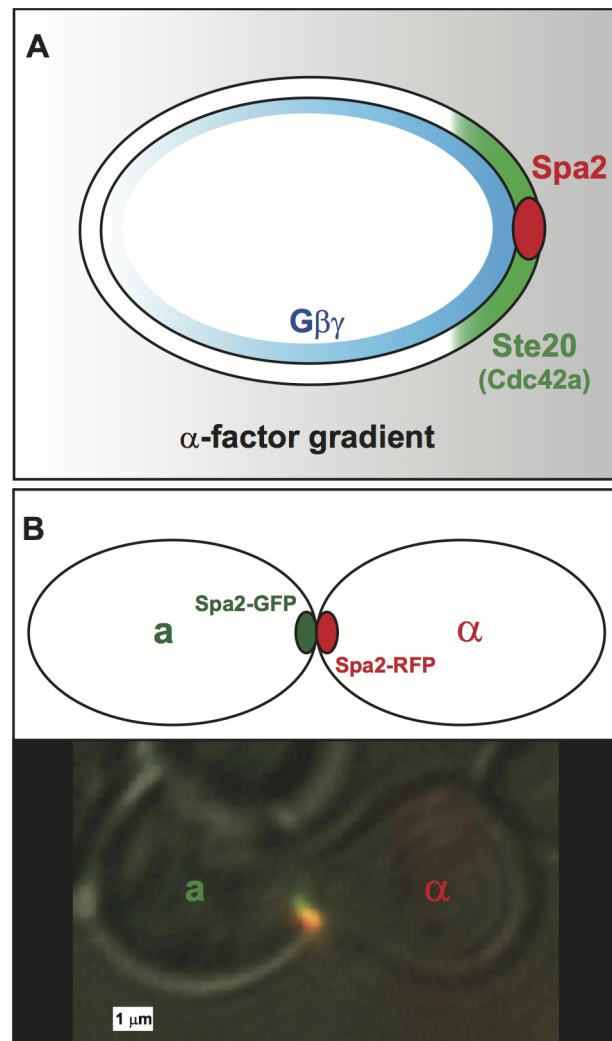 A
Spa2
Gβγ
Ste20
(Cdc42a)
α-factor gradient
B
Spa2-GFP
a
α
Spa2-RFP
a
α
1 μm